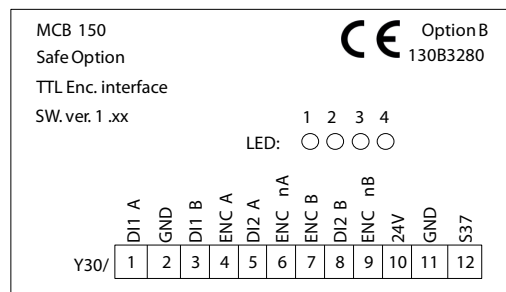 MCB 150
Safe Option
TTL Enc. interface
SW. ver. 1 .xx
CE
Option B
130B3280
1 2 3 4
LED:
DI1 A
GND
DI1 B
ENC A
DI2 A
ENC nA
ENC B
DI2 B
ENC nB
24V
GND
S37
Y30/ 1 2 3 4 5 6 7 8 9 10 11 12